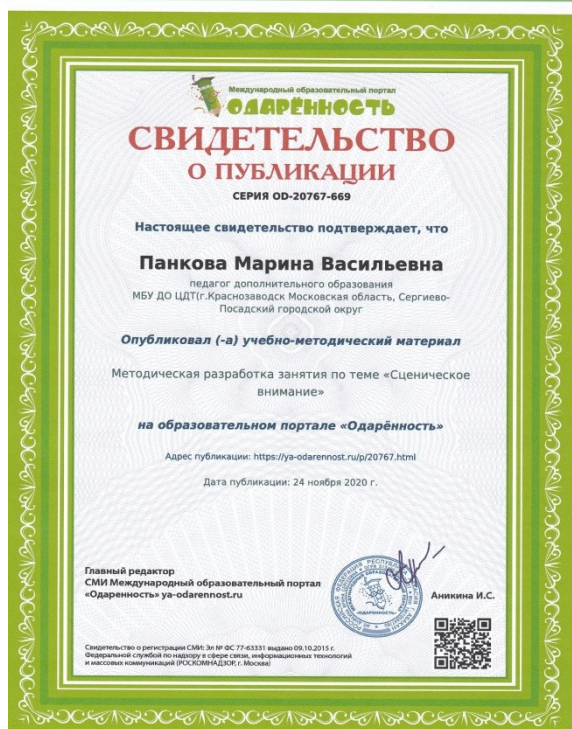 Международный образовательный портал
ОДАРЁННОСТЬ
СВИДЕТЕЛЬСТВО
О ПУБЛИКАЦИИ
СЕРИЯ OD-20767-669
Настоящее свидетельство подтверждает, что
Панкова Марина Васильевна
педагог дополнительного образования
МБУ ДО ЦДТ(г.Краснозаводск Московская область, Сергиево-
Посадский городской округ
Опубликовал (-а) учебно-методический материал
Методическая разработка занятия по теме «Сценическое
внимание»
на образовательном портале «Одарённость»
Адрес публикации: https://ya-odarennost.ru/p/20767.html
Дата публикации: 24 ноября 2020 г.
Главный редактор
СМИ Международный образовательный портал
«Одаренность» ya-odarennost.ru
Аникина И.С.
«ОДАРЁННОСТЬ»
Свидетельство о регистрации СМИ: Эл № ФС 77-63331 выдано 09.10.2015 г.
Федеральной службой по надзору в сфере связи, информационных технологий
и массовых коммуникаций (РОСКОМНАДЗОР, г. Москва)